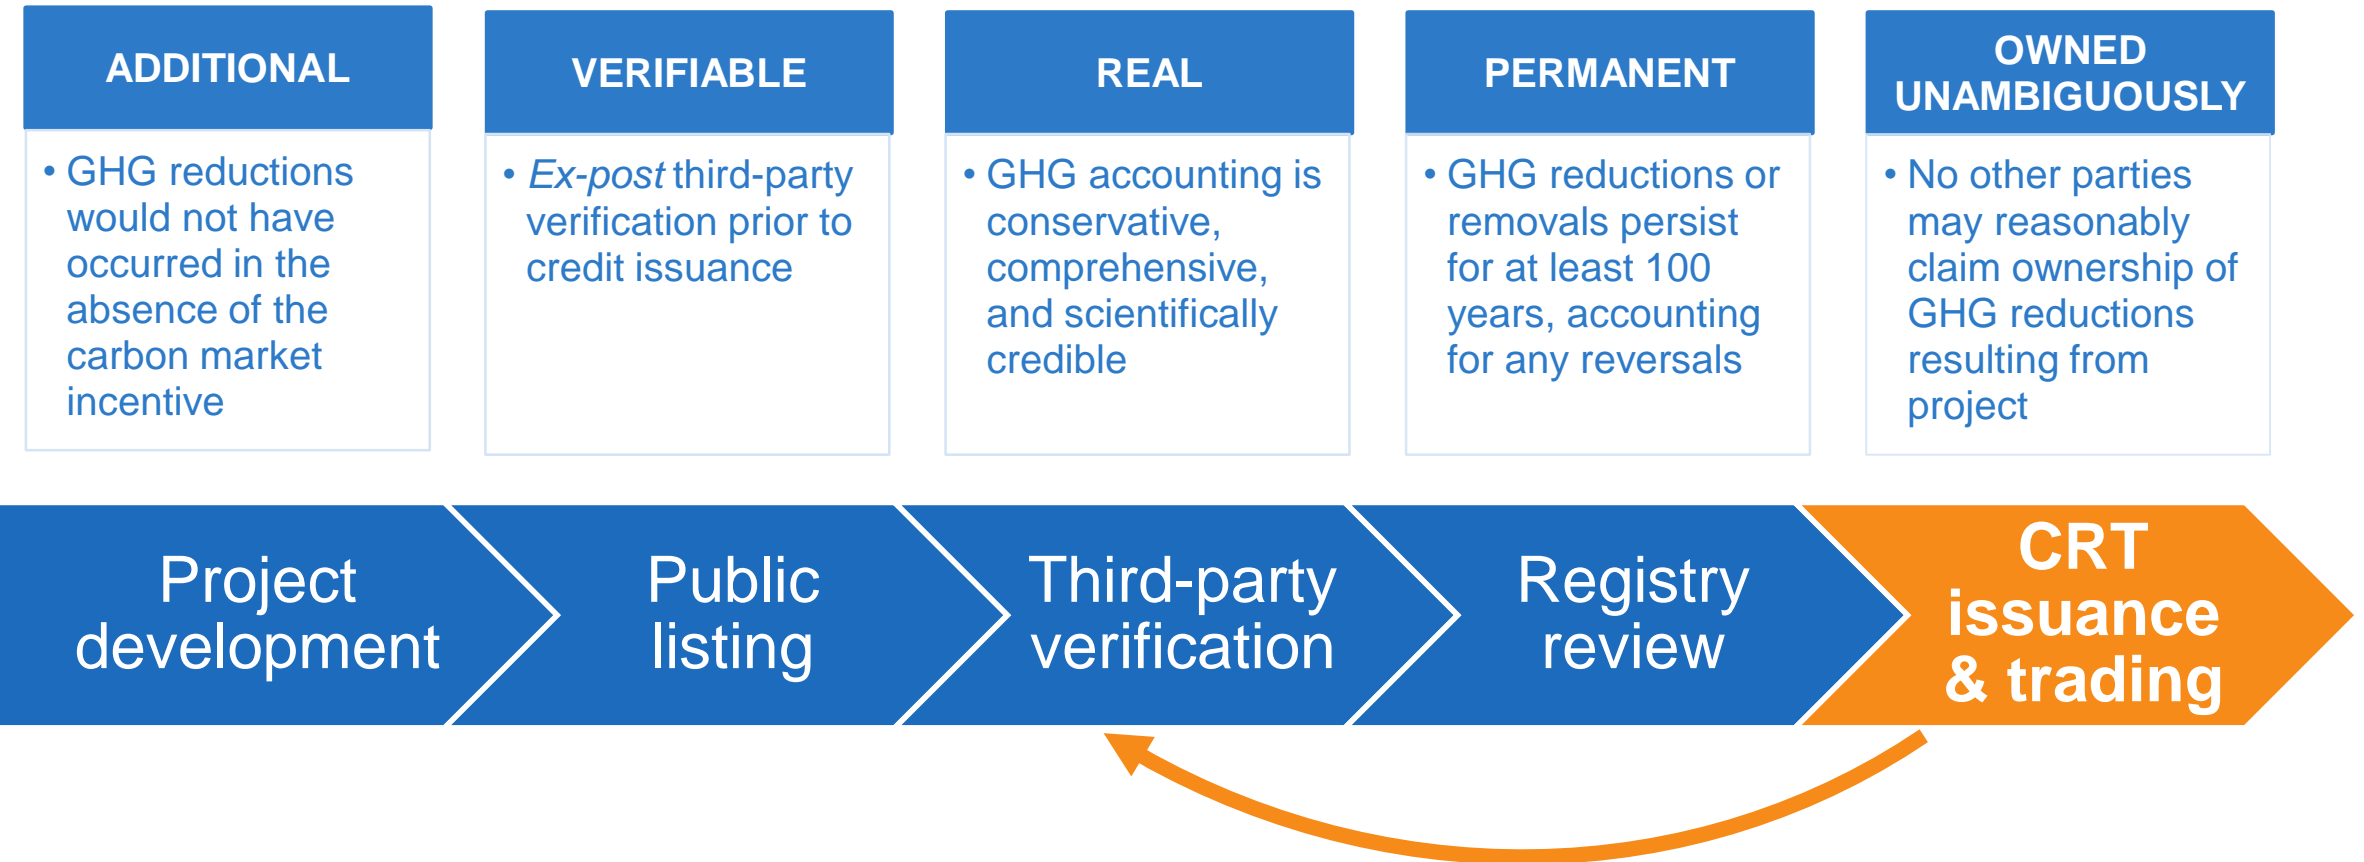 ADDITIONAL
• GHG reductions
would not have
occurred in the
absence of the
carbon market
incentive
VERIFIABLE
• Ex-post third-party
verification prior to
credit issuance
REAL
• GHG accounting is
conservative,
comprehensive,
and scientifically
credible
PERMANENT
• GHG reductions or
removals persist
for at least 100
years, accounting
for any reversals
OWNED
UNAMBIGUOUSLY
• No other parties
may reasonably
claim ownership of
GHG reductions
resulting from
project
Project
development
Public
listing
Third-party
verification
Registry
review
CRT
issuance
& trading